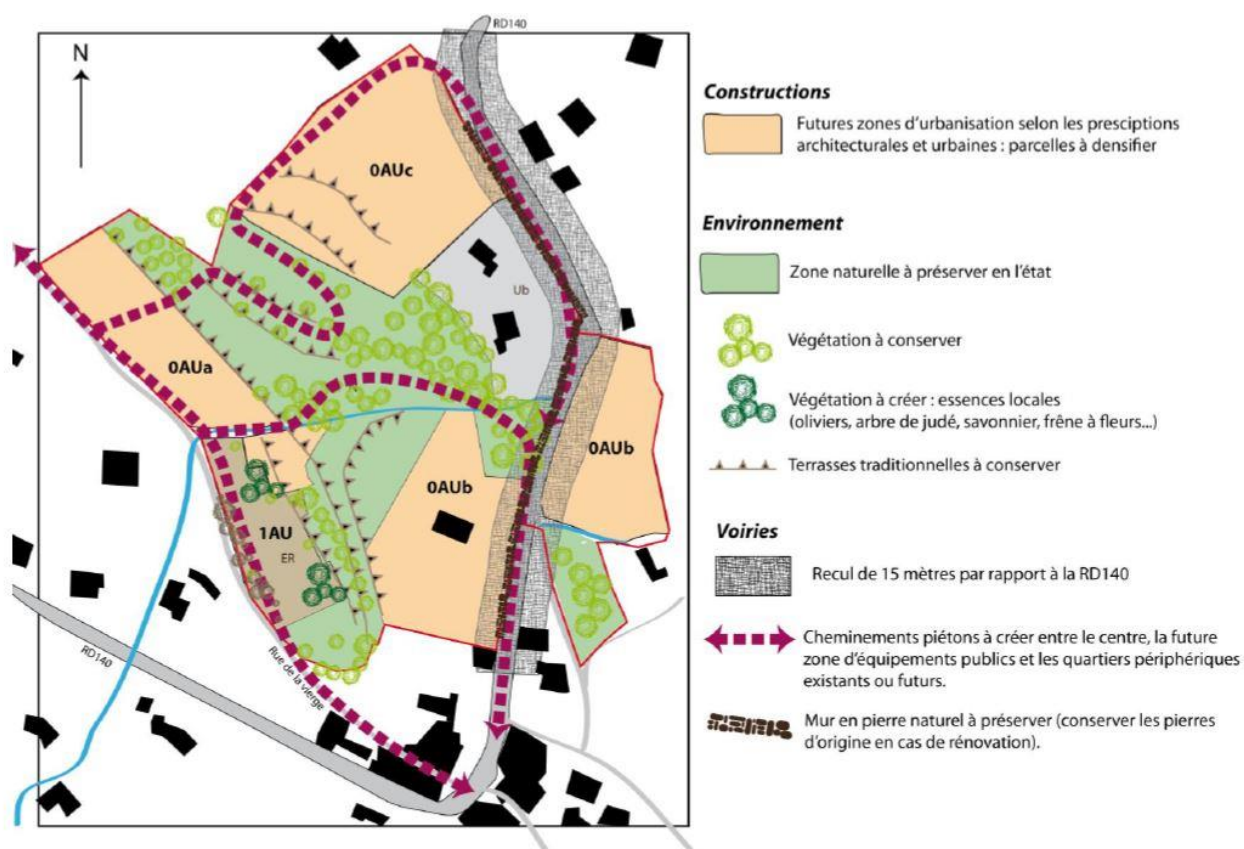 RD140
N
0AUc
Ub
0AUa
0AUb
0AUb
1AU
ER
RD140
Rue de la vierge
Constructions
Futures zones d'urbanisation selon les presciptions
architecturales et urbaines : parcelles à densifier
Environnement
Zone naturelle à préserver en l'état
Végétation à conserver
Végétation à créer : essences locales
(oliviers, arbre de judé, savonnier, frêne à fleurs...)
Terrasses traditionnelles à conserver
Voiries
Recul de 15 mètres par rapport à la RD140
Cheminements piétons à créer entre le centre, la future
zone d'équipements publics et les quartiers périphériques
existants ou futurs.
Mur en pierre naturel à préserver (conserver les pierres
d'origine en cas de rénovation).